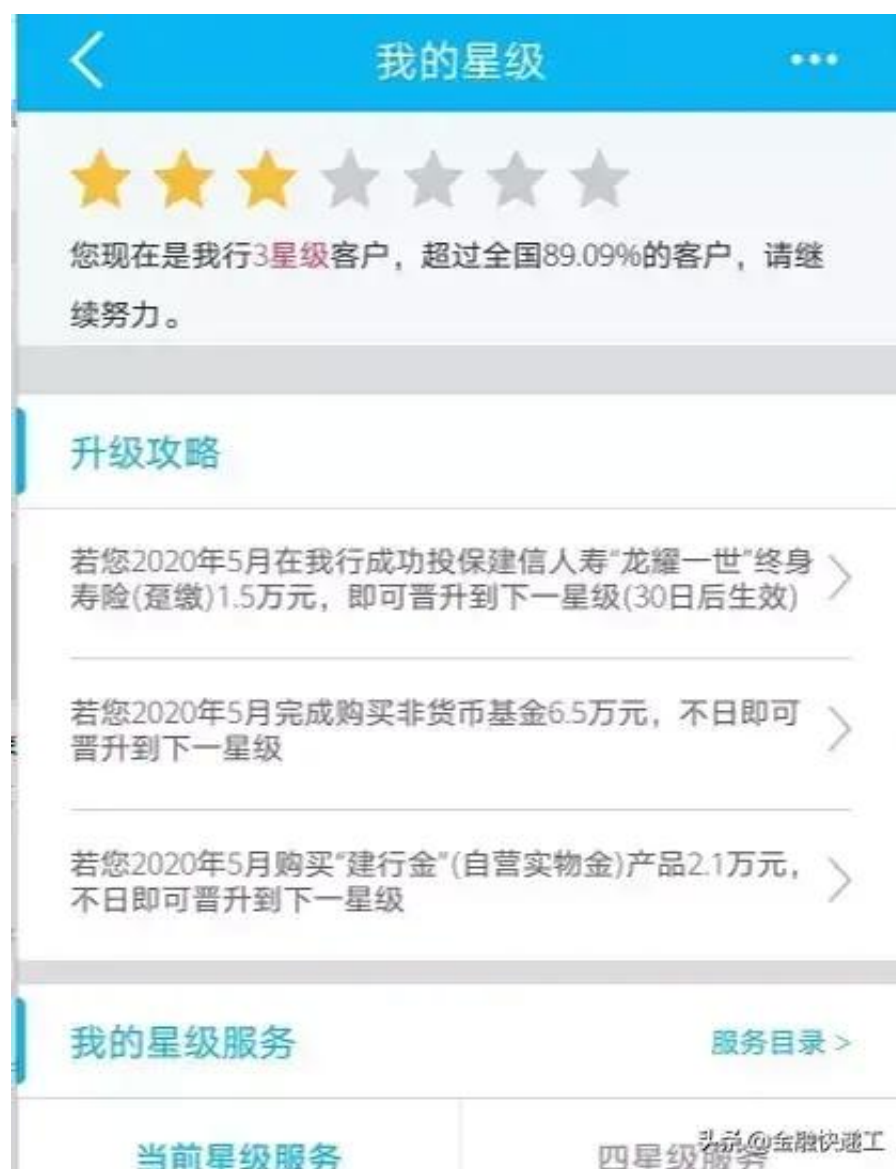 我的星级
您现在是我行3星级客户，超过全国89.09%的客户，请继
续努力。
升级攻略
若您2020年5月在我行成功投保建信人寿“龙耀一世”终身
寿险(趸缴)1.5万元，即可晋升到下一星级(30日后生效)
若您2020年5月完成购买非货币基金6.5万元，不日即可
晋升到下一星级
若您2020年5月购买“建行金”(自营实物金)产品2.1万元，
不日即可晋升到下一星级
我的星级服务
服务目录 >
当前星级服务
四星级服务
头条@金融快递工